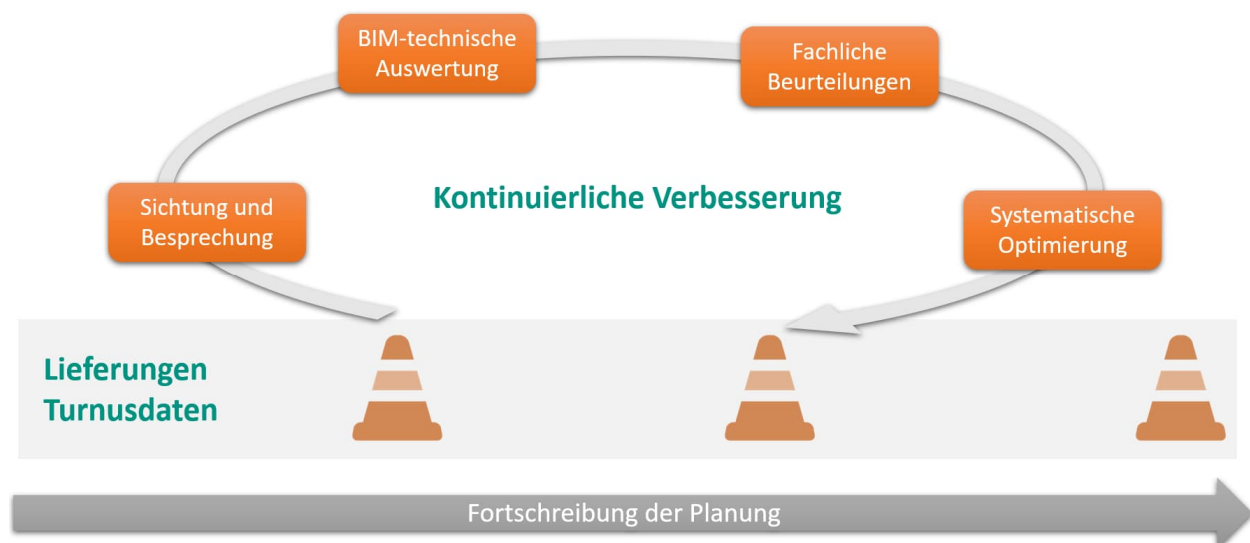 BIM-technische
Auswertung
Fachliche
Beurteilungen
Sichtung und
Besprechung
Kontinuierliche Verbesserung
Systematische
Optimierung
Lieferungen
Turnusdaten
Fortschreibung der Planung